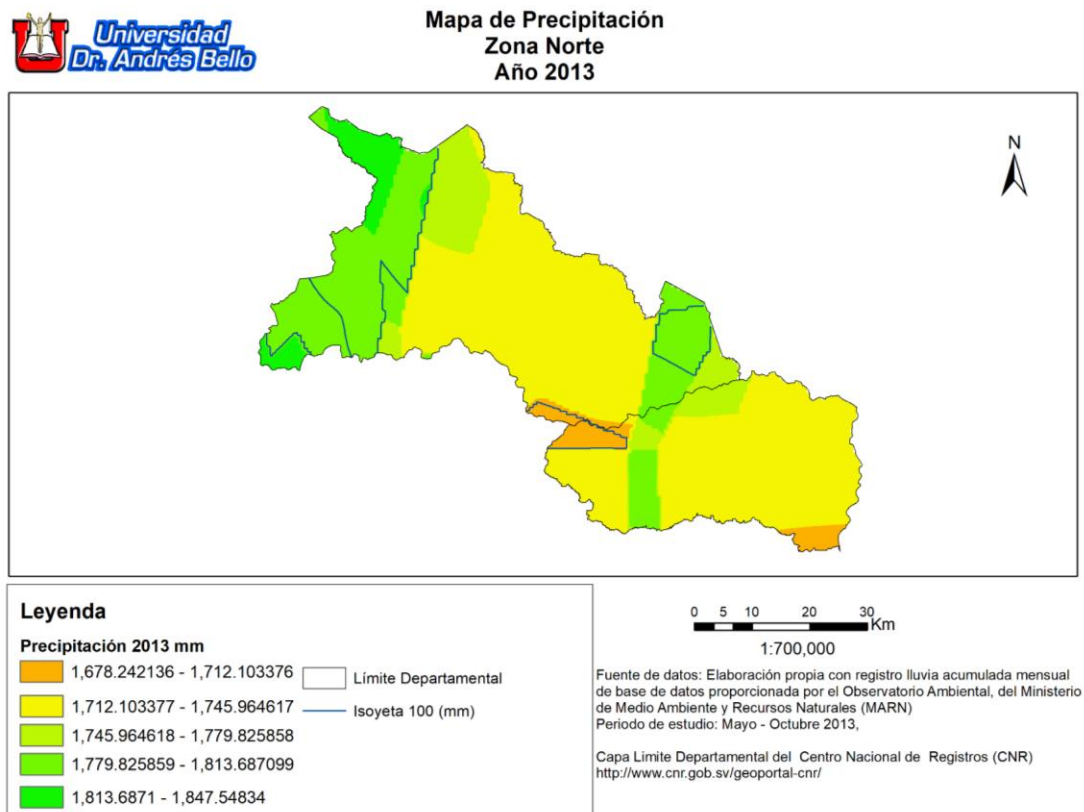 Universidad
Dr. Andrés Bello
Mapa de Precipitación
Zona Norte
Año 2013
N
Leyenda
Precipitación 2013 mm
1,678.242136 - 1,712.103376
1,712.103377 - 1,745.964617
1,745.964618 - 1,779.825858
1,779.825859 - 1,813.687099
1,813.6871 - 1,847.54834
Límite Departamental
Isoyeta 100 (mm)
0 5 10 20 30
Km
1:700,000
Fuente de datos: Elaboración propia con registro lluvia acumulada mensual
de base de datos proporcionada por el Observatorio Ambiental, del Ministerio
de Medio Ambiente y Recursos Naturales (MARN)
Periodo de estudio: Mayo - Octubre 2013,
Capa Limite Departamental del Centro Nacional de Registros (CNR)
http://www.cnr.gob.sv/geoportal-cnr/